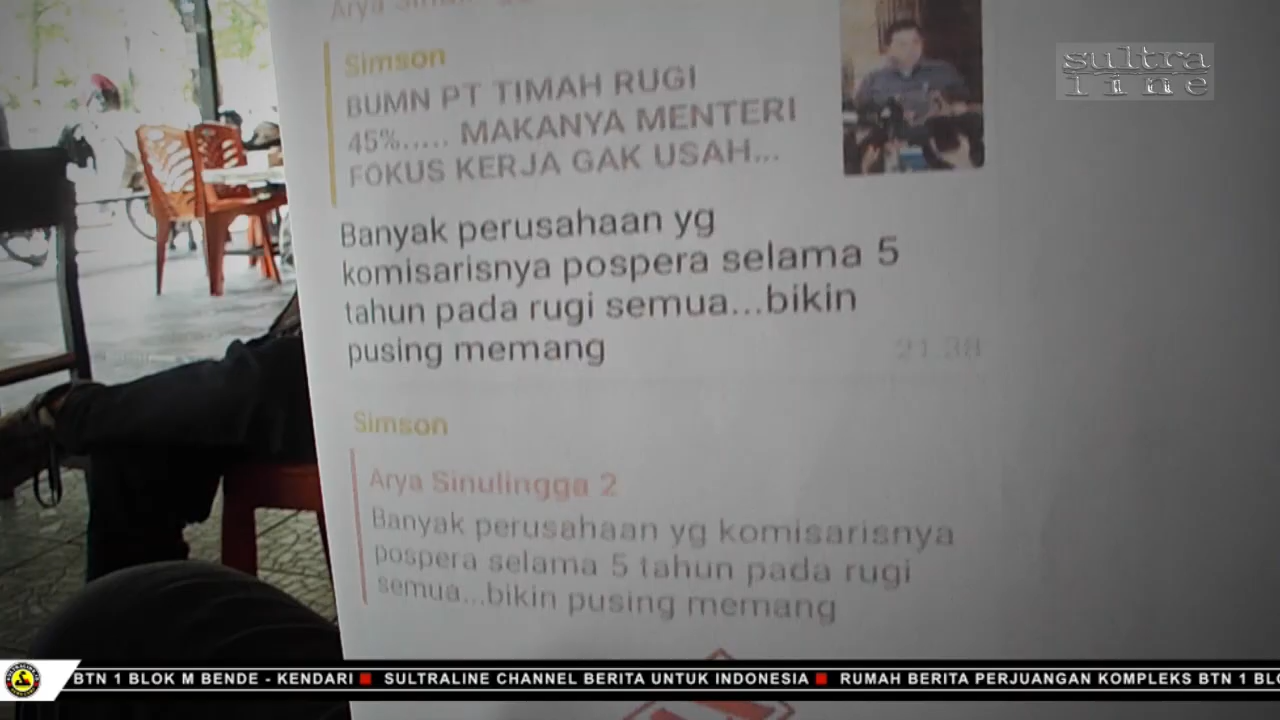 Arya
sultra
line
Simson
BUMN PT TIMAH RUGI
45%..... MAKANYA MENTERI
FOKUS KERJA GAK USAH...
Banyak perusahaan yg
komisarisnya pospera selama 5
tahun pada rugi semua...bikin
pusing memang
21.38
Simson
Arya Sinulingga 2
Banyak perusahaan yg komisarisnya
pospera selama 5 tahun pada rugi
semua...bikin pusing memang
BTN 1 BLOK M BENDE - KENDARI SULTRALINE CHANNEL BERITA UNTUK INDONESIA RUMAH BERITA PERJUANGAN KOMPLEKS BTN 1